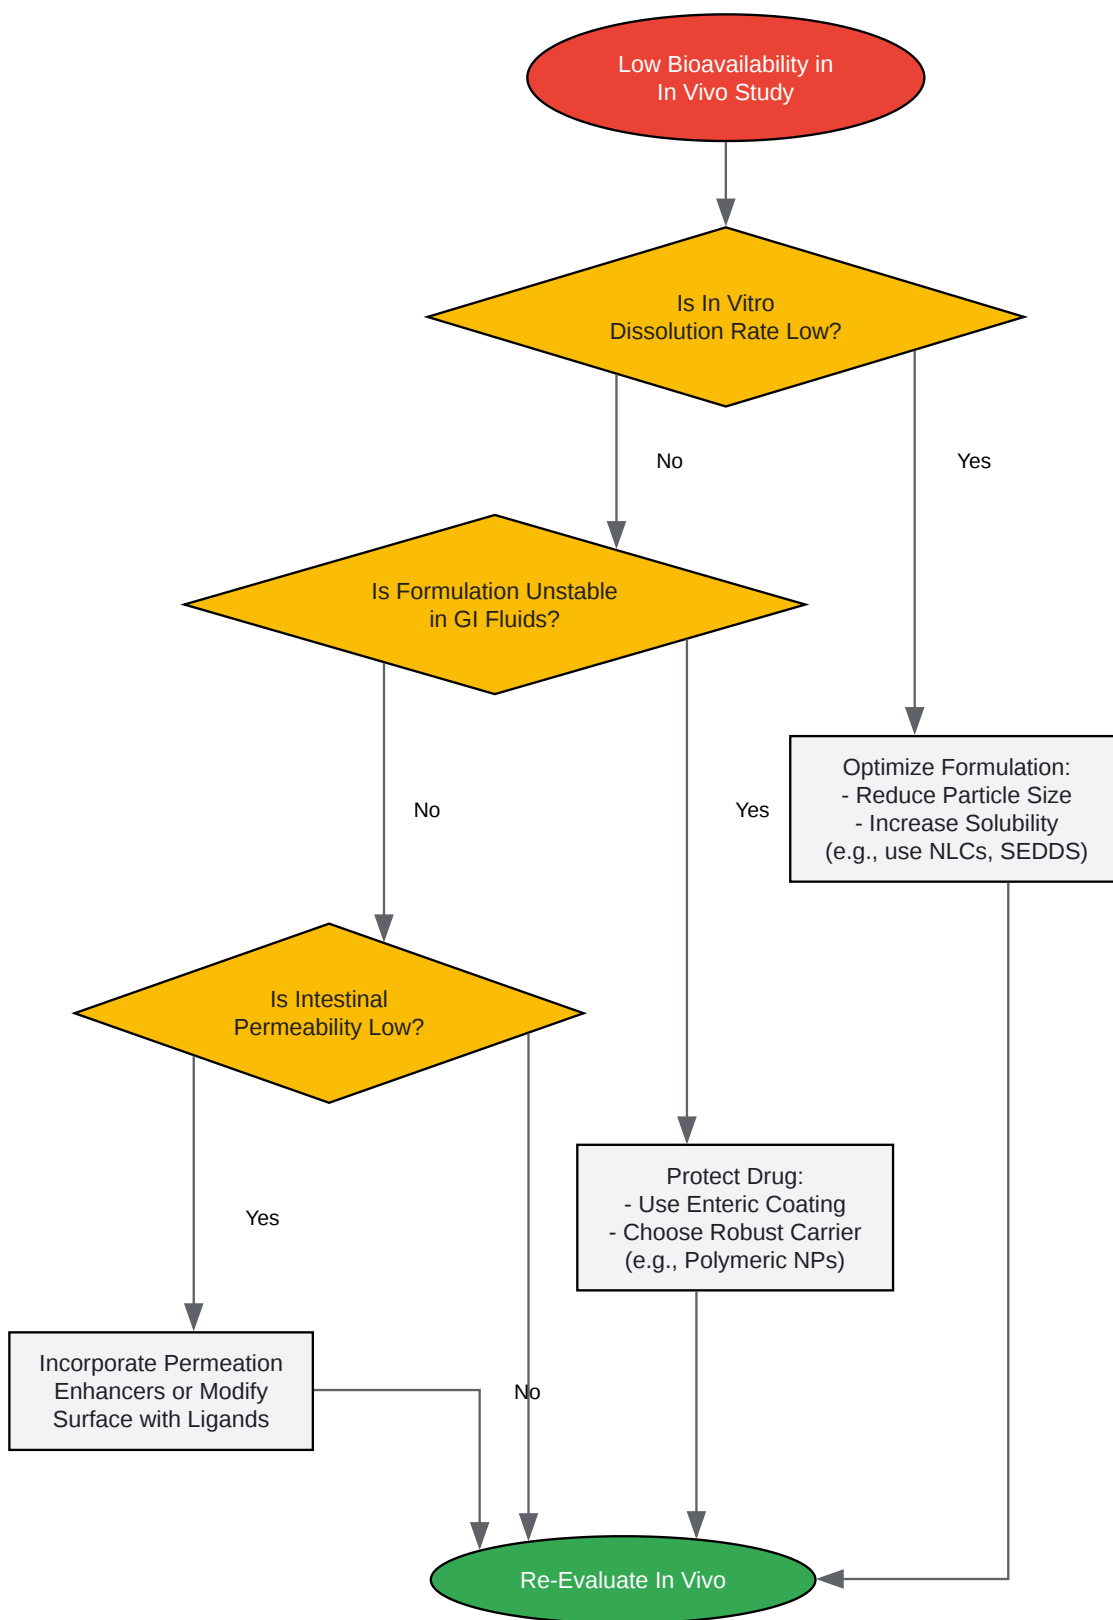 Low Bioavailability in
In Vivo Study
Is In Vitro
Dissolution Rate Low?
No
Yes
Is Formulation Unstable
in GI Fluids?
Optimize Formulation:
- Reduce Particle Size
- Increase Solubility
(e.g., use NLCs, SEDDS)
No
Yes
Is Intestinal
Permeability Low?
Protect Drug:
- Use Enteric Coating
- Choose Robust Carrier
(e.g., Polymeric NPs)
Yes
Incorporate Permeation
Enhancers or Modify
Surface with Ligands
No
Re-Evaluate In Vivo